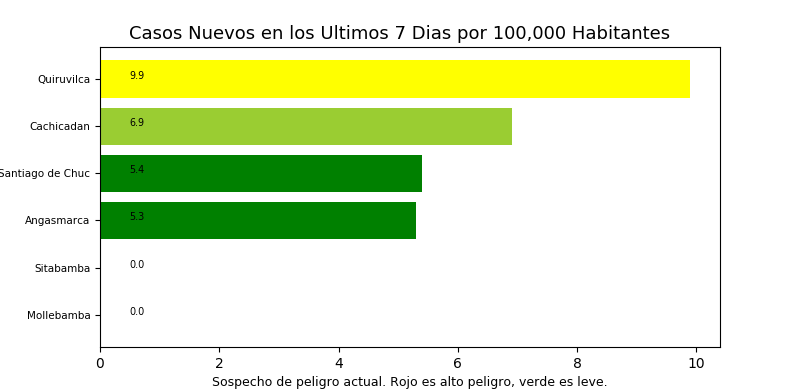 Casos Nuevos en los Ultimos 7 Dias por 100,000 Habitantes
Quiruvilca 9.9
Cachicadan 6.9
Santiago de Chuc 5.4
Angasmarca 5.3
Sitabamba 0.0
Mollebamba 0.0
0 2 4 6 8 10
Sospecho de peligro actual. Rojo es alto peligro, verde es leve.